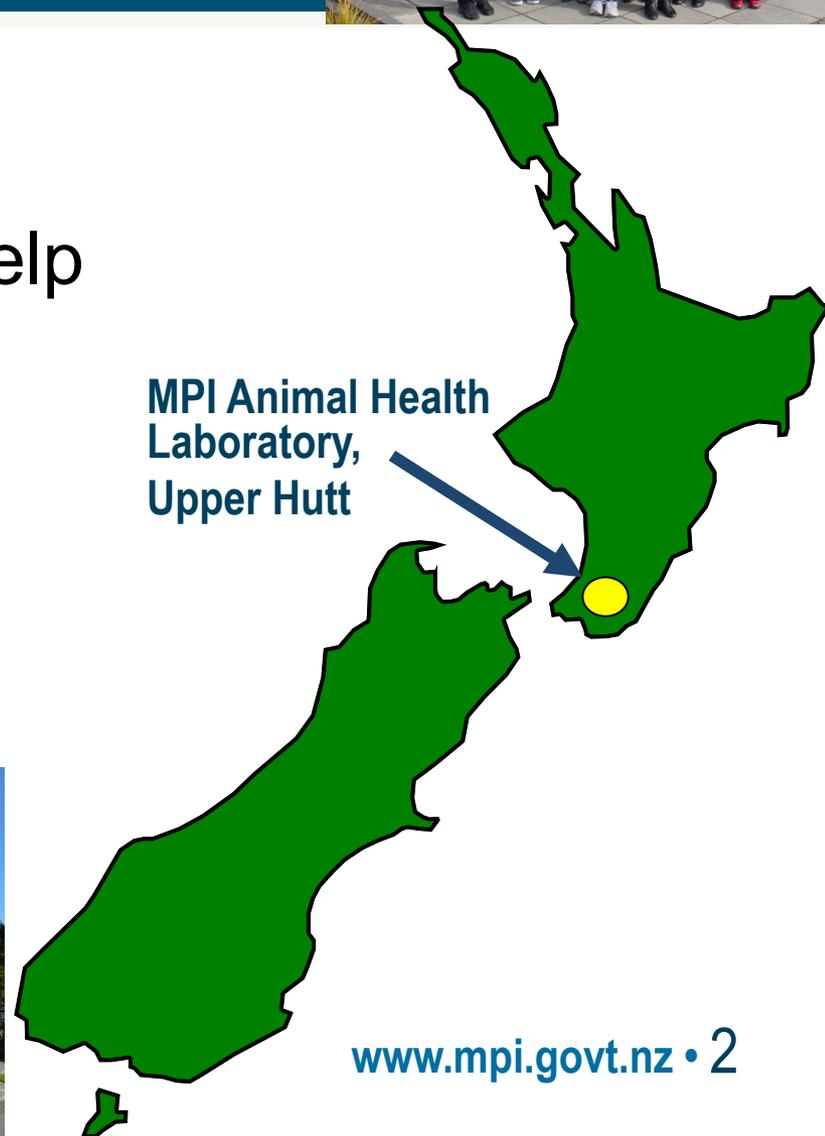 elp
MPI Animal Health
Laboratory,
Upper Hutt
www.mpi.govt.nz • 2